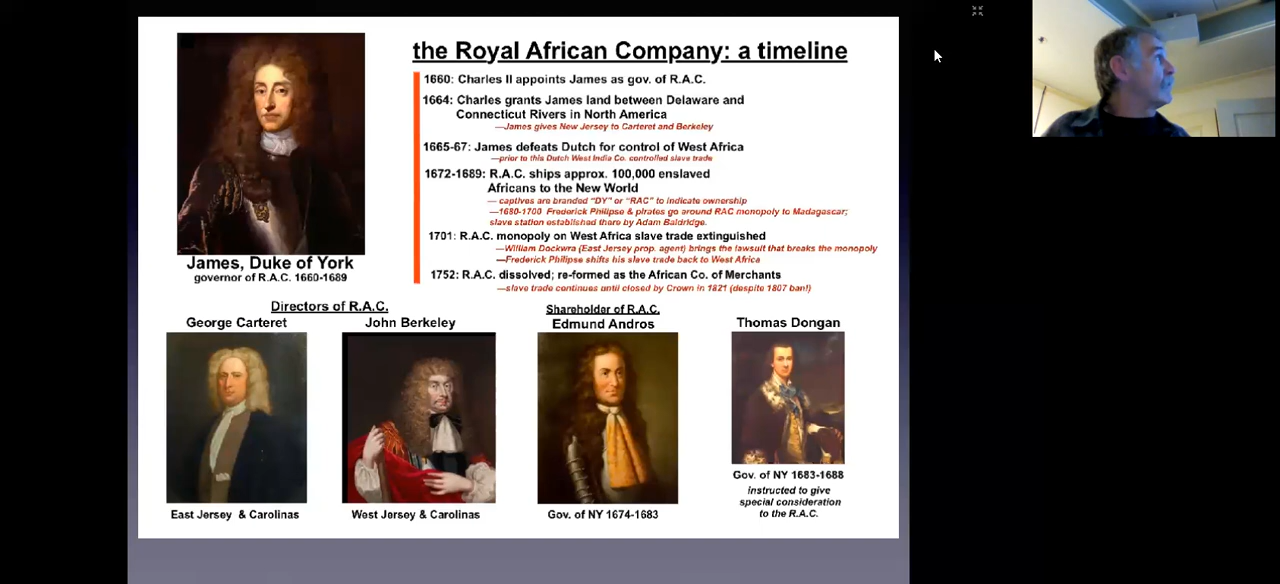 the Royal African Company: a timeline
1660: Charles II appoints James as gov. of R.A.C.
1664: Charles grants James land between Delaware and
Connecticut Rivers in North America
—James gives New Jersey to Carteret and Berkeley
1665-67: James defeats Dutch for control of West Africa
—prior to this Dutch West India Co. controlled slave trade
1672-1689: R.A.C. ships approx. 100,000 enslaved
Africans to the New World
— captives are branded "DY" or "RAC" to indicate ownership
—1680-1700 Frederick Philipse & pirates go around RAC monopoly to Madagascar;
slave station established there by Adam Baldridge.
1701: R.A.C. monopoly on West Africa slave trade extinguished
—William Dockwra (East Jersey prop. agent) brings the lawsuit that breaks the monopoly
—Frederick Philipse shifts his slave trade back to West Africa
1752: R.A.C. dissolved; re-formed as the African Co. of Merchants
—slave trade continues until closed by Crown in 1821 (despite 1807 ban!)
James, Duke of York
governor of R.A.C. 1660-1689
Directors of R.A.C.
George Carteret
John Berkeley
Shareholder of R.A.C.
Edmund Andros
Thomas Dongan
East Jersey & Carolinas
West Jersey & Carolinas
Gov. of NY 1674-1683
Gov. of NY 1683-1688
instructed to give
special consideration
to the R.A.C.